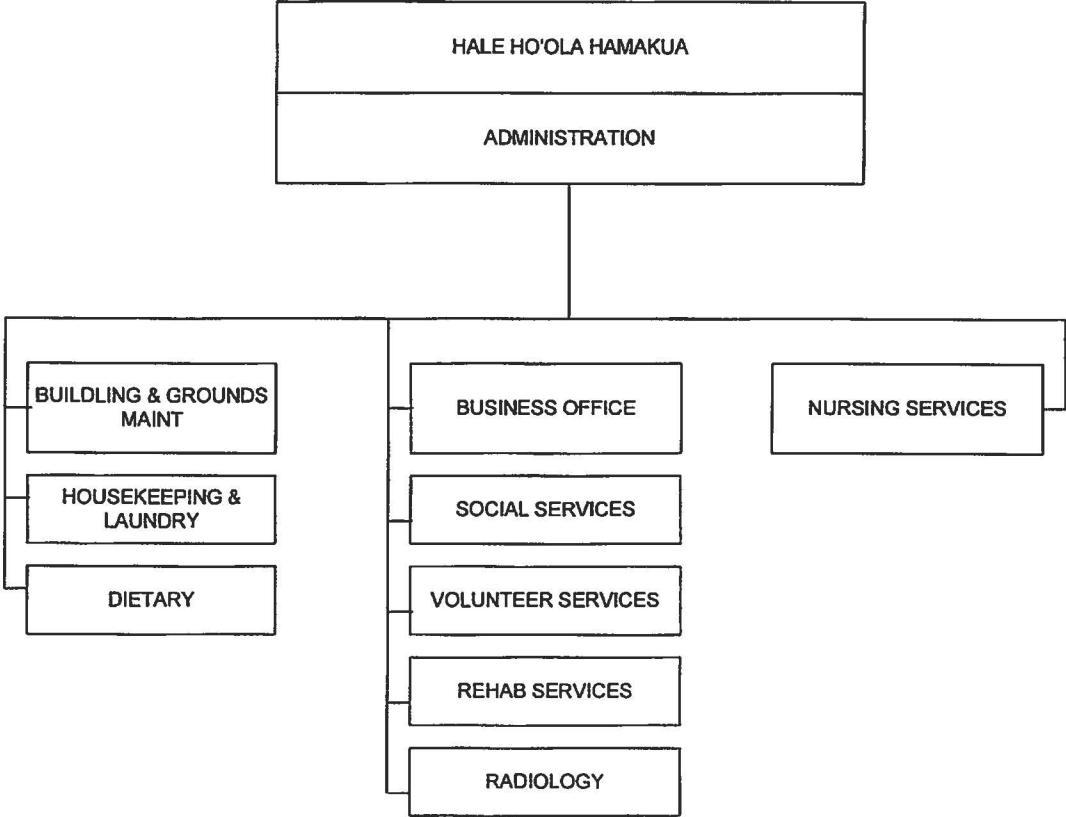 HALE HO'OLA HAMAKUA
ADMINISTRATION
BUILDLING & GROUNDS
MAINT
HOUSEKEEPING &
LAUNDRY
DIETARY
BUSINESS OFFICE
SOCIAL SERVICES
VOLUNTEER SERVICES
REHAB SERVICES
RADIOLOGY
NURSING SERVICES